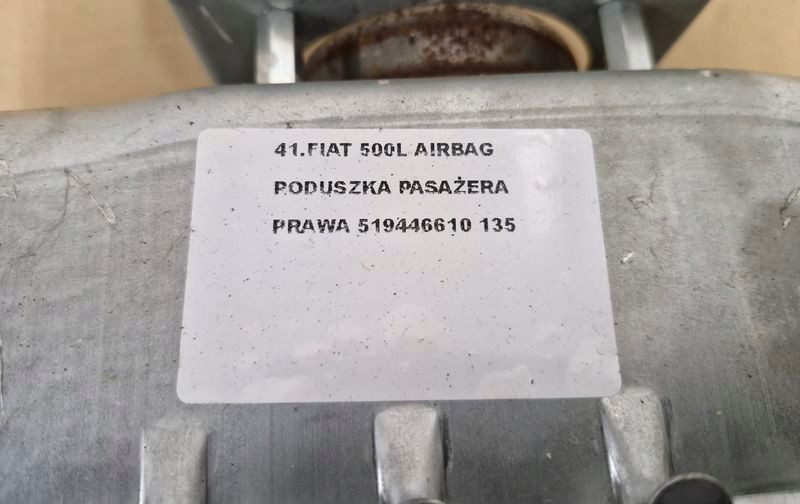 41.FIAT 500L AIRBAG
PODUSZKA PASAŻERA
PRAWA 519446610 135